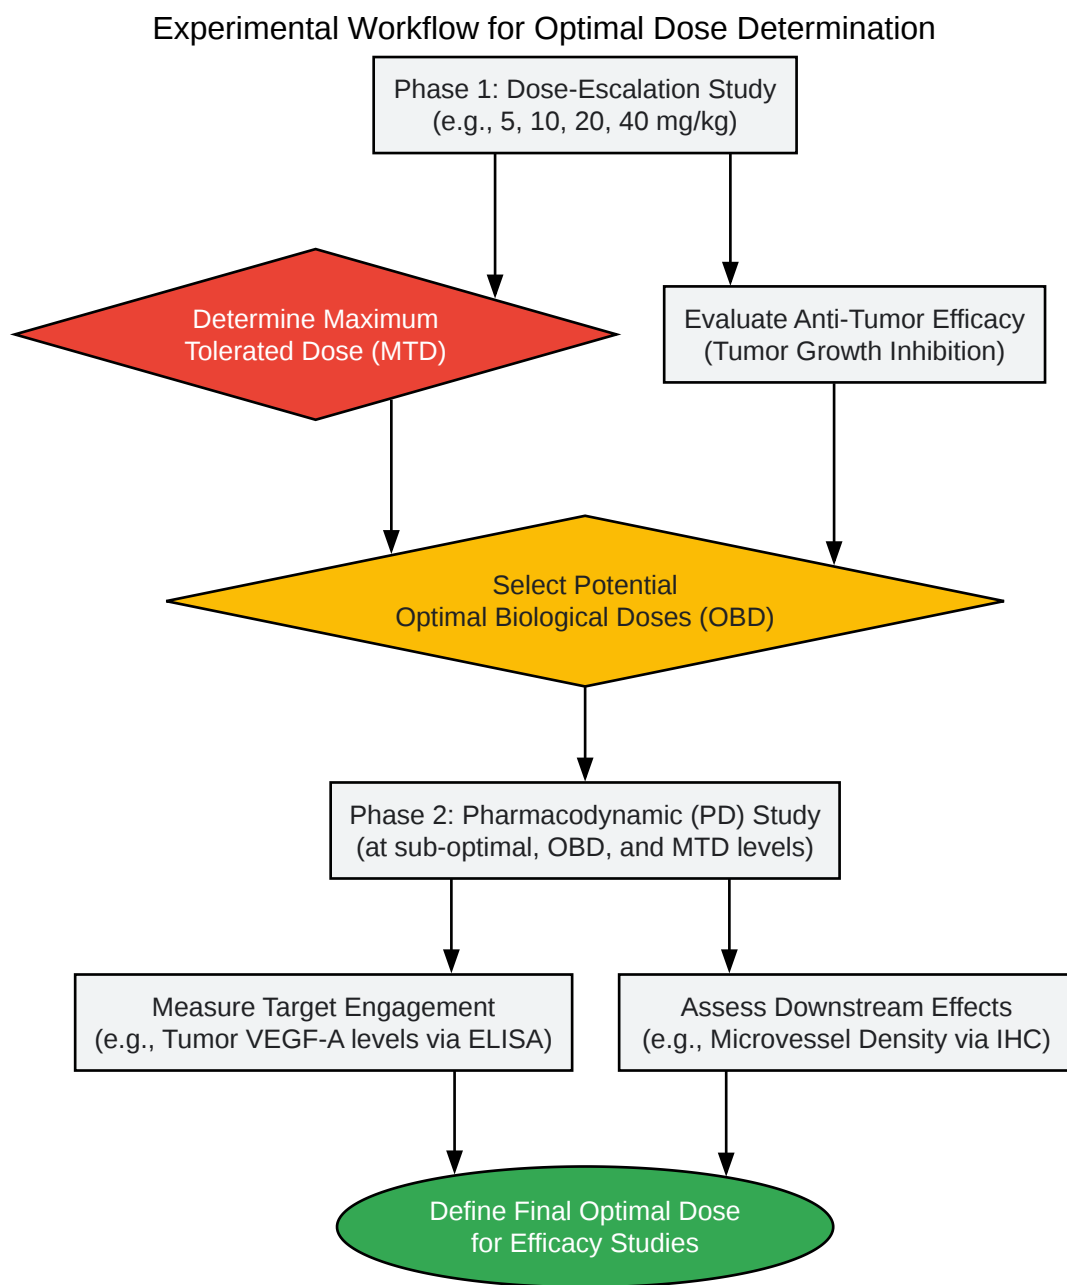 Experimental Workflow for Optimal Dose Determination
Phase 1: Dose-Escalation Study
(e.g., 5, 10, 20, 40 mg/kg)
Determine Maximum
Tolerated Dose (MTD)
Evaluate Anti-Tumor Efficacy
(Tumor Growth Inhibition)
Select Potential
Optimal Biological Doses (OBD)
Phase 2: Pharmacodynamic (PD) Study
(at sub-optimal, OBD, and MTD levels)
Measure Target Engagement
(e.g., Tumor VEGF-A levels via ELISA)
Assess Downstream Effects
(e.g., Microvessel Density via IHC)
Define Final Optimal Dose
for Efficacy Studies